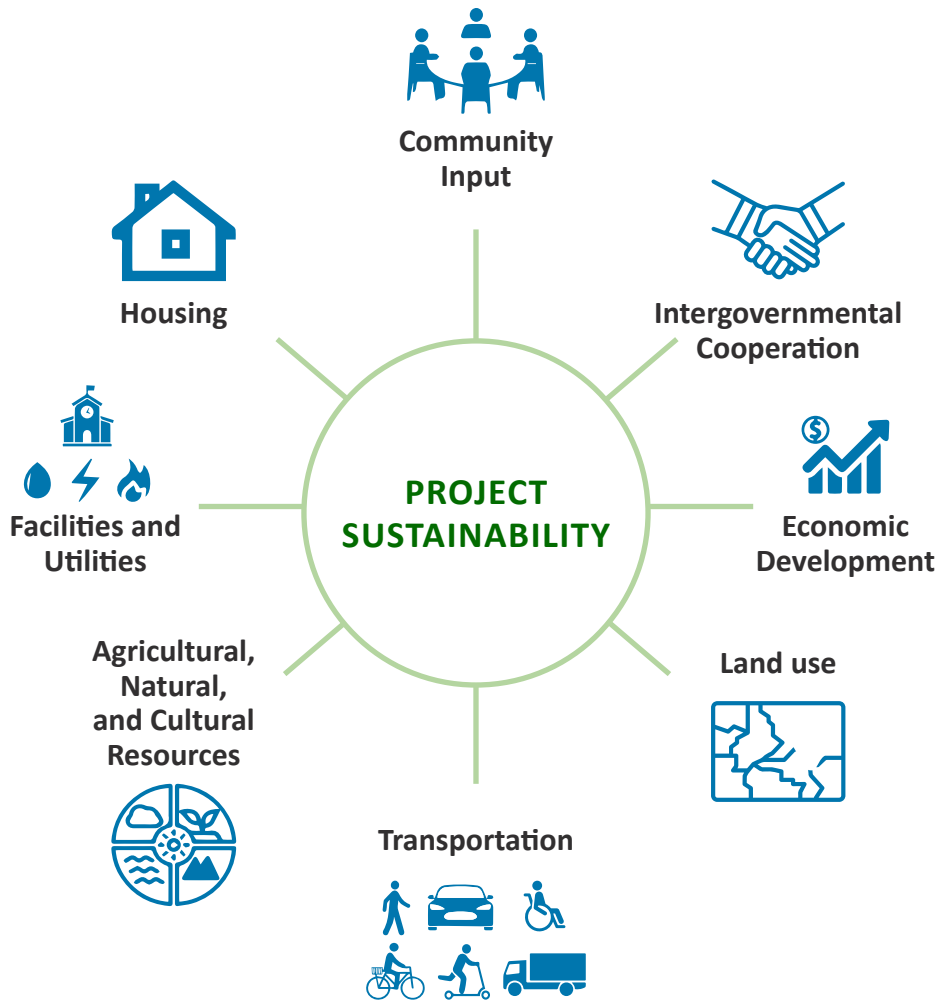 Community
Input
Housing
Intergovernmental
Cooperation
$
Facilities and
Utilities
PROJECT
SUSTAINABILITY
Economic
Development
Agricultural,
Natural,
and Cultural
Resources
Land use
Transportation